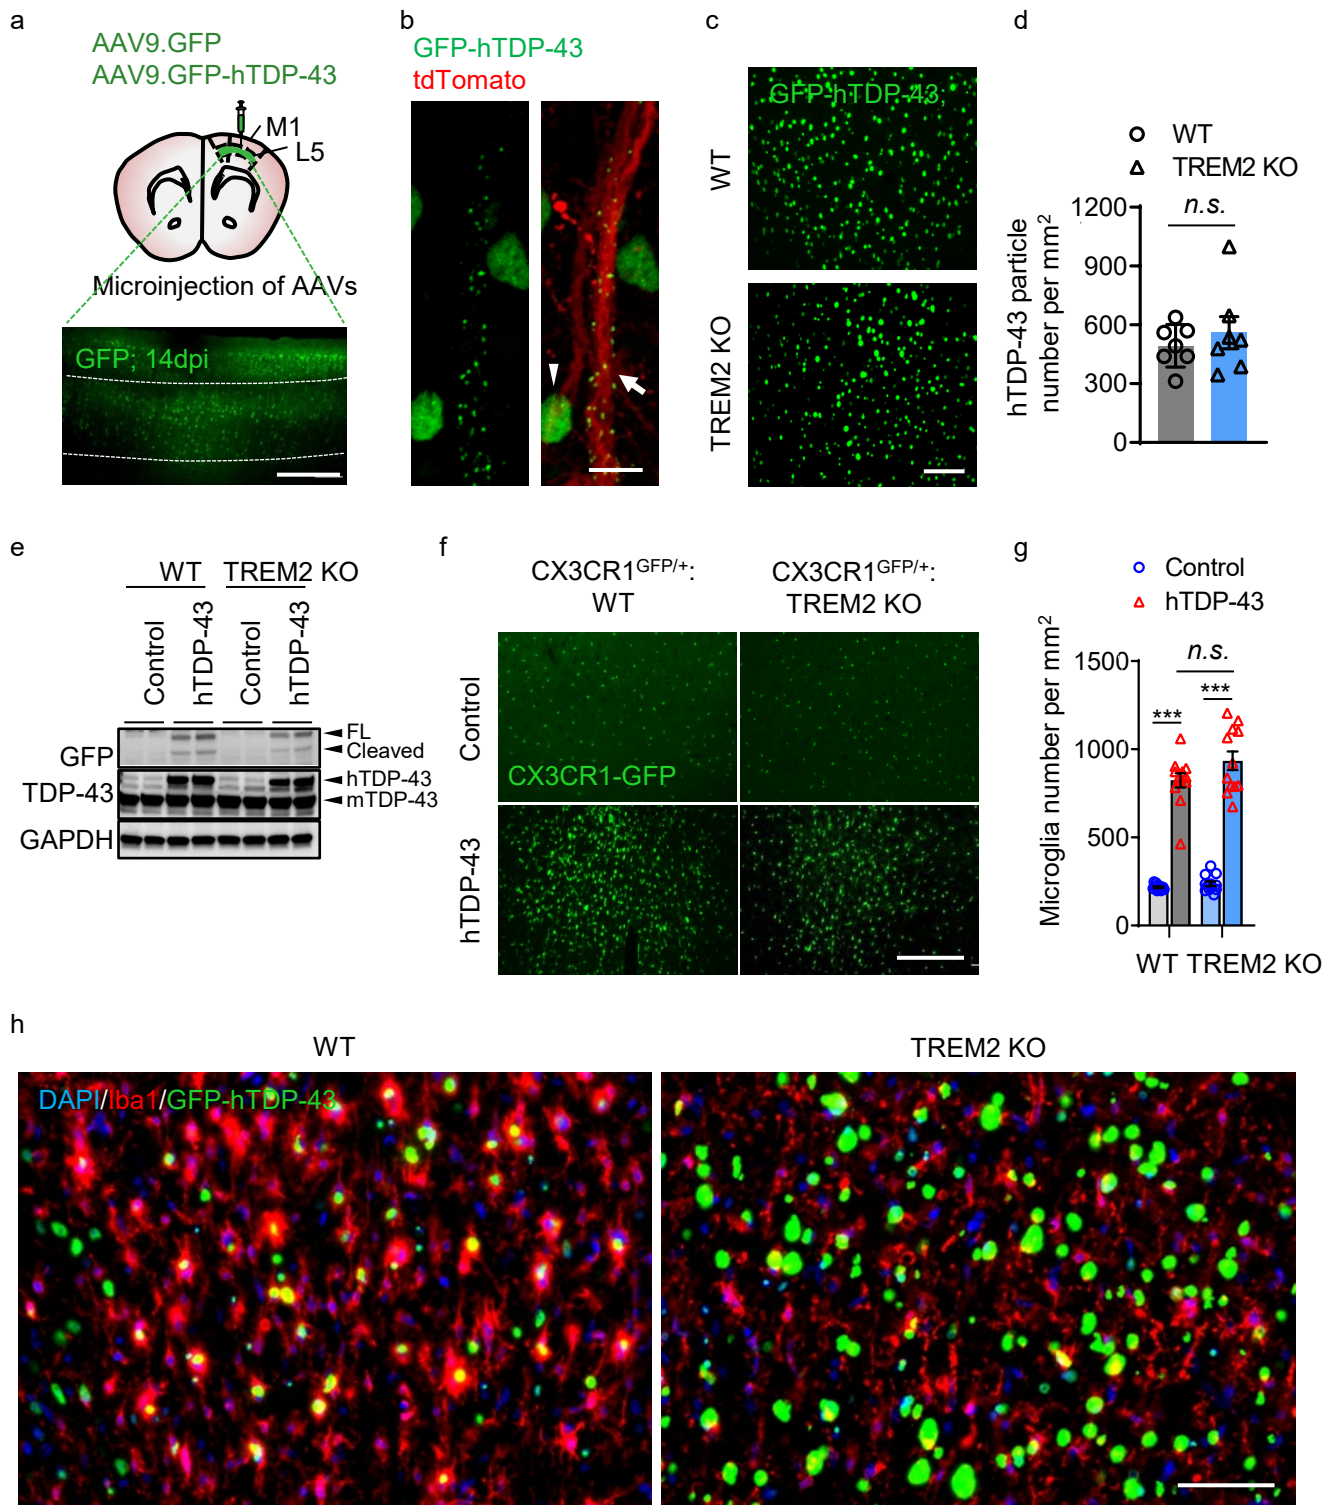 a
AAV9.GFP
AAV9.GFP-hTDP-43
M1
L5
Microinjection of AAVs
GFP; 14dpi
b
GFP-hTDP-43
tdTomato
c
GFP-hTDP-43
WT
TREM2 KO
d
WT
TREM2 KO
n.s.
hTDP-43 particle
number per mm2
1200
900
600
300
0
e
WT TREM2 KO
Control
hTDP-43
Control
hTDP-43
GFP
FL
Cleaved
TDP-43
hTDP-43
mTDP-43
GAPDH
f
CX3CR1GFP/+:
WT
CX3CR1GFP/+:
TREM2 KO
Control
CX3CR1-GFP
hTDP-43
g
Control
hTDP-43
n.s.
***
***
Microglia number per mm2
1500
1000
500
0
WT TREM2 KO
h
WT
TREM2 KO
DAPI/Iba1/GFP-hTDP-43